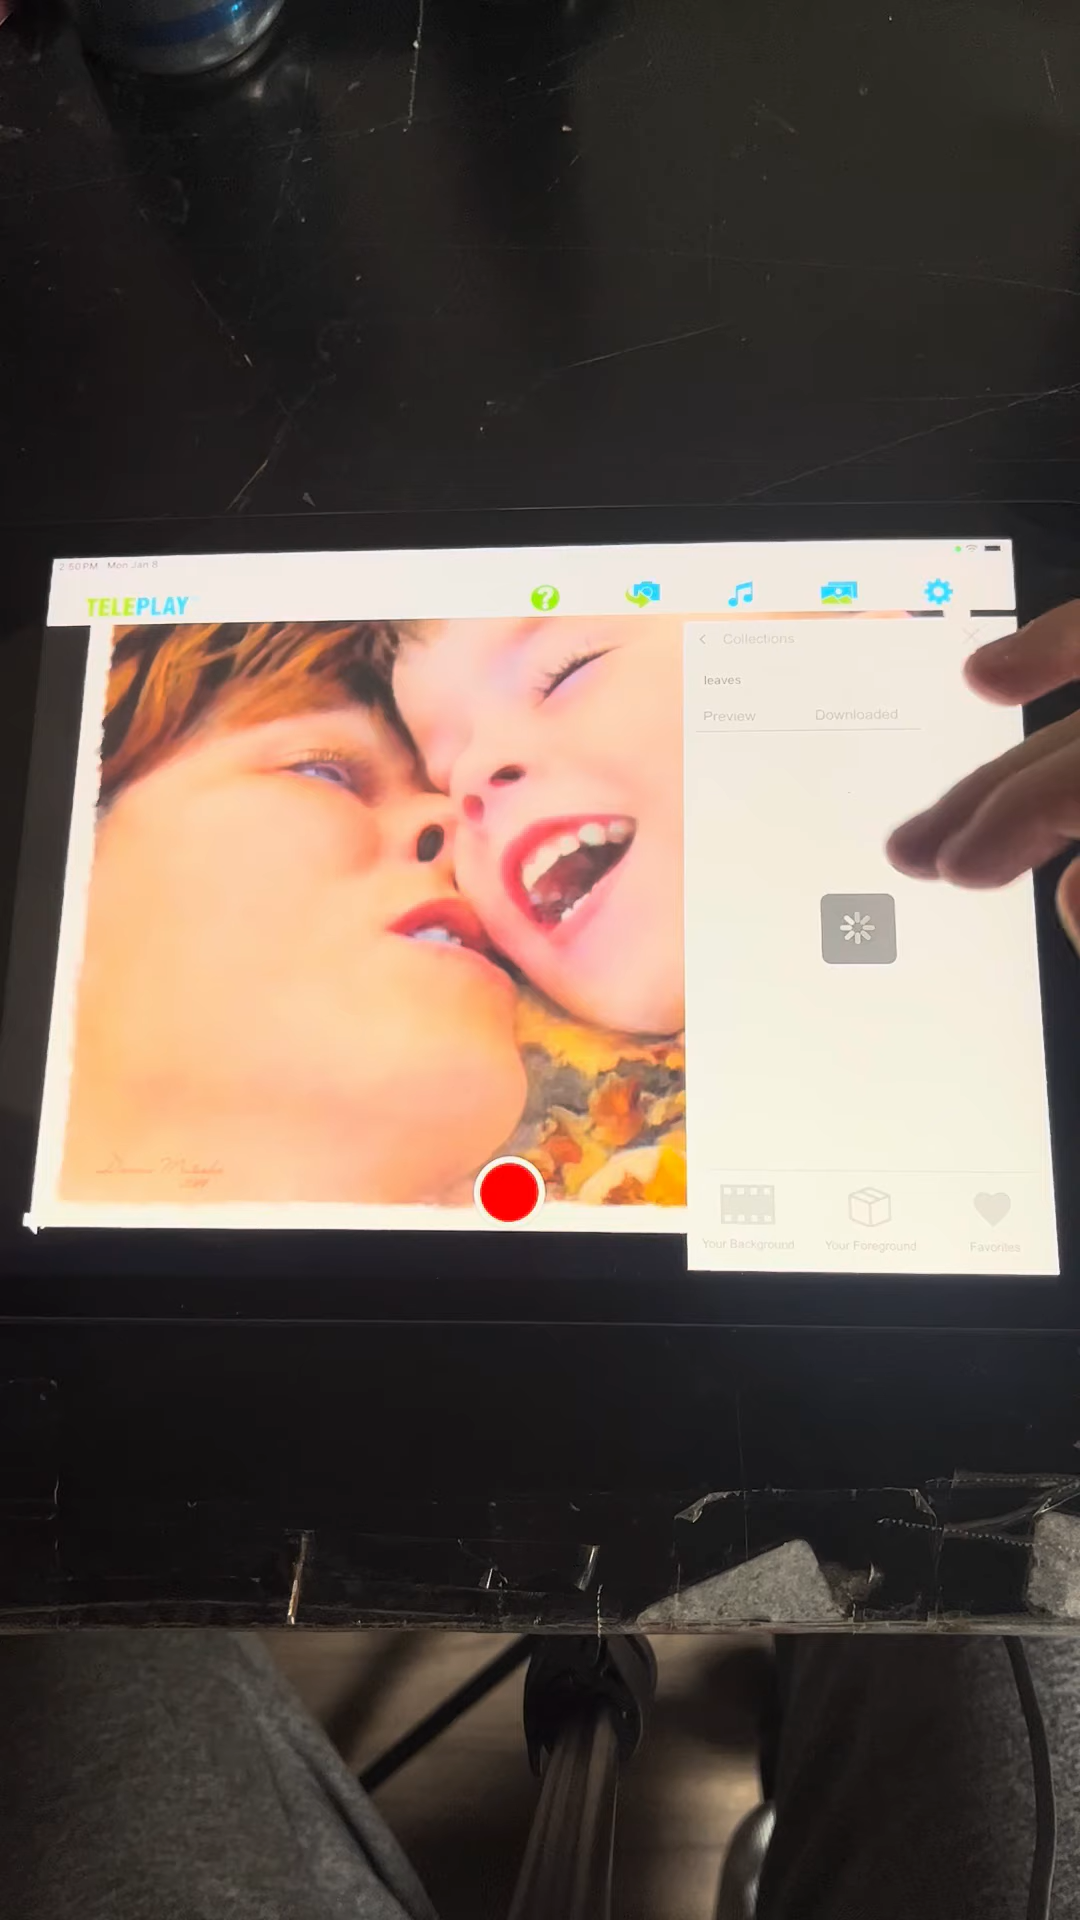 2:50 PM Mon Jan 8
TELEPLAY
Collections
leaves
Preview Downloaded
Your Background Your Foreground Favorites